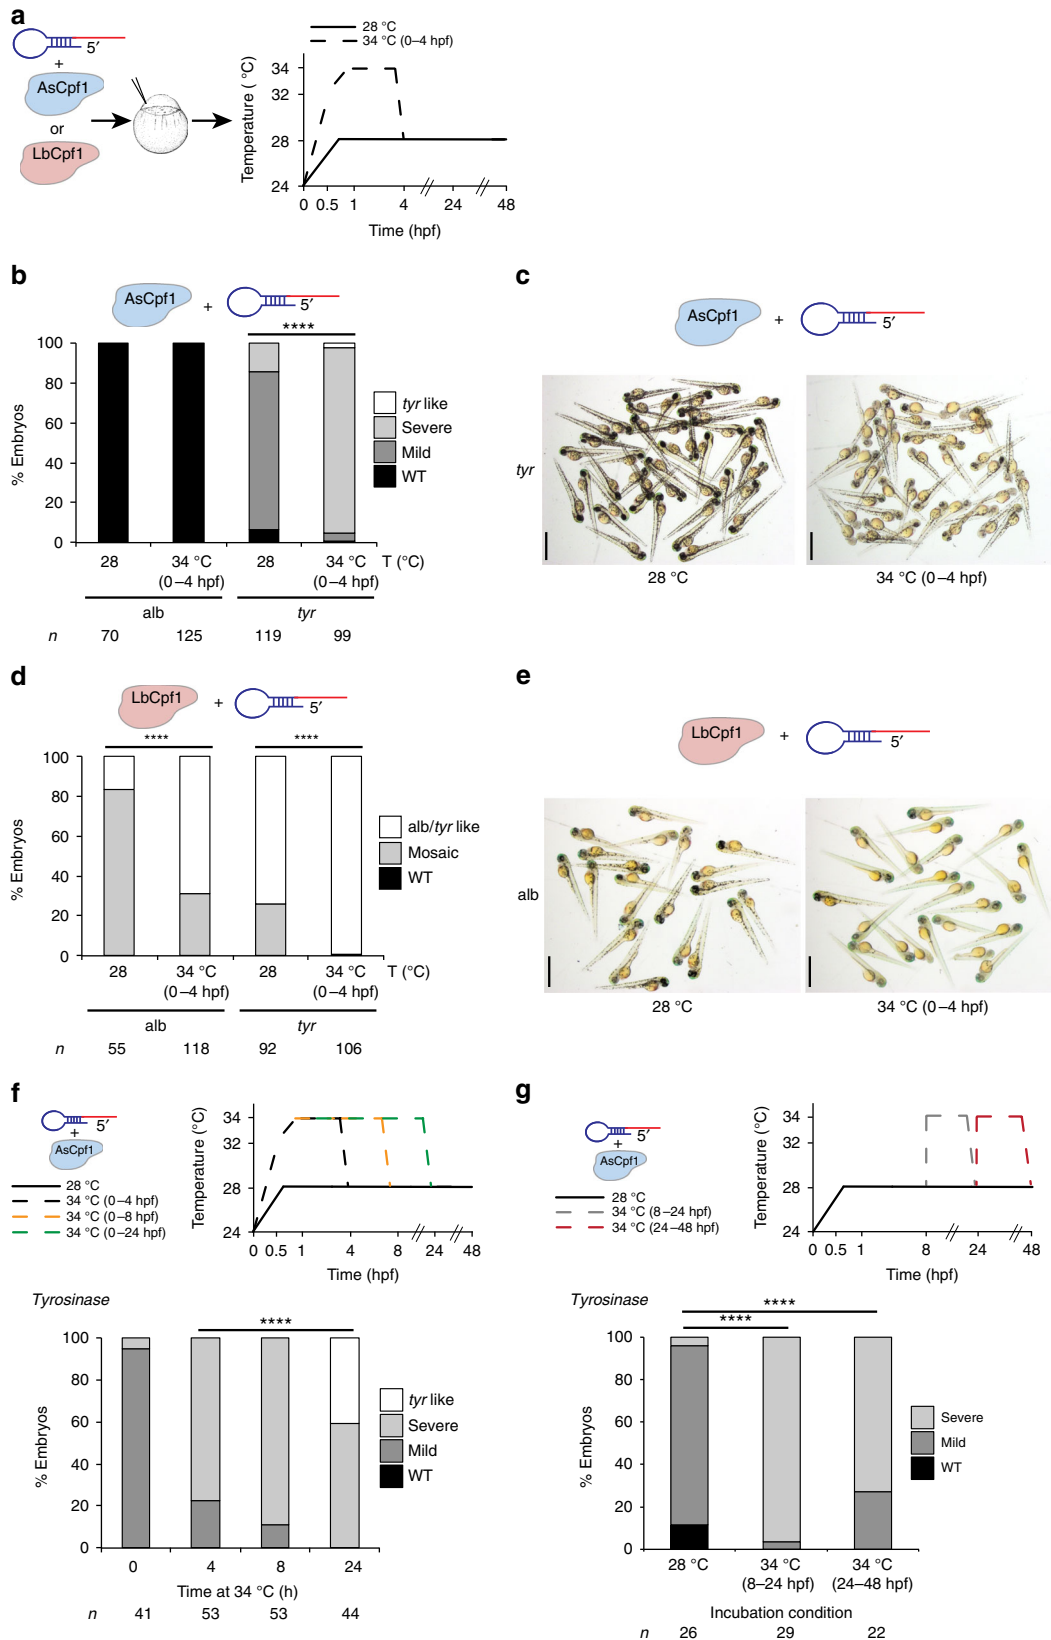 a
5′
+
AsCpf1
or
LbCpf1
28 °C
34 °C (0–4 hpf)
Temperature ( °C)
34
32
28
24
0 0.5 1 4 24 48
Time (hpf)
b
AsCpf1 + 5′
****
% Embryos
100
80
60
40
20
0
tyr like
Severe
Mild
WT
28 34 °C 28 34 °C T (°C)
(0–4 hpf) (0–4 hpf)
alb tyr
n 70 125 119 99
c
AsCpf1 + 5′
tyr
28 °C 34 °C (0–4 hpf)
d
LbCpf1 + 5′
**** ****
% Embryos
100
80
60
40
20
0
alb/tyr like
Mosaic
WT
28 34 °C 28 34 °C T (°C)
(0–4 hpf) (0–4 hpf)
alb tyr
n 55 118 92 106
e
LbCpf1 + 5′
alb
28 °C 34 °C (0–4 hpf)
f
5′
+
AsCpf1
28 °C
34 °C (0–4 hpf)
34 °C (0–8 hpf)
34 °C (0–24 hpf)
Temperature (°C)
34
32
28
24
0 0.5 1 4 8 24 48
Time (hpf)
Tyrosinase
****
% Embryos
100
80
60
40
20
0
tyr like
Severe
Mild
WT
0 4 8 24
Time at 34 °C (h)
n 41 53 53 44
g
5′
+
AsCpf1
28 °C
34 °C (8–24 hpf)
34 °C (24–48 hpf)
Temperature (°C)
34
32
28
24
0 0.5 1 8 24 48
Time (hpf)
Tyrosinase
****
****
% Embryos
100
80
60
40
20
0
Severe
Mild
WT
28 °C 34 °C 34 °C
(8–24 hpf) (24–48 hpf)
Incubation condition
n 26 29 22